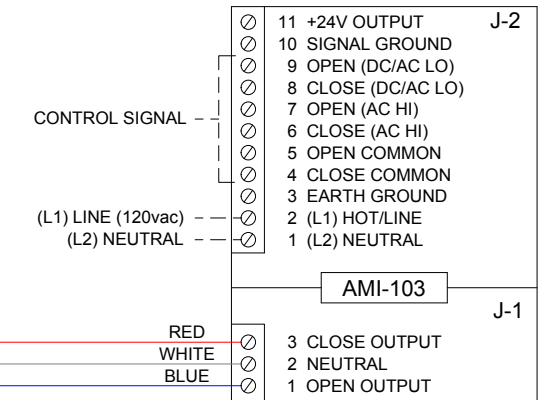 11 +24V OUTPUT J-2
10 SIGNAL GROUND
9 OPEN (DC/AC LO)
8 CLOSE (DC/AC LO)
7 OPEN (AC HI)
CONTROL SIGNAL
6 CLOSE (AC HI)
5 OPEN COMMON
4 CLOSE COMMON
3 EARTH GROUND
(L1) LINE (120vac) 2 (L1) HOT/LINE
(L2) NEUTRAL 1 (L2) NEUTRAL
AMI-103
J-1
RED 3 CLOSE OUTPUT
WHITE 2 NEUTRAL
BLUE 1 OPEN OUTPUT